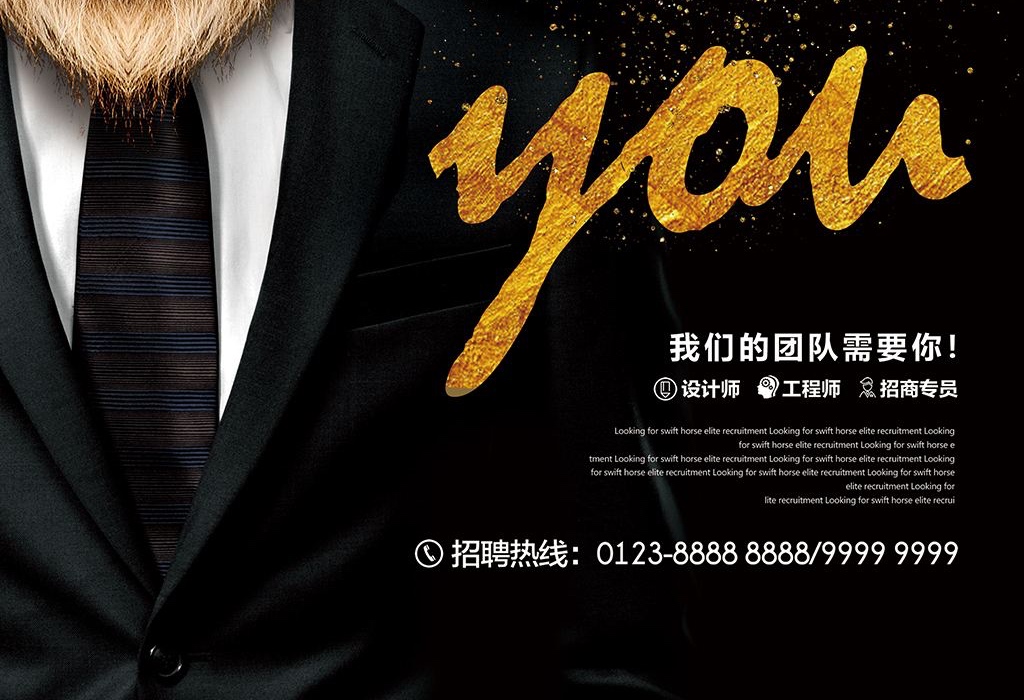 you
我们的团队需要你!
设计师 工程师 招商专员
Looking for swift horse elite recruitment Looking for swift horse elite recruitment Looking
for swift horse elite recruitment Looking for swift horse e
tment Looking for swift horse elite recruitment Looking for swift horse elite recruitment Looking
for swift horse elite recruitment Looking for swift horse elite recruitment Looking for swift horse
elite recruitment Looking for
lite recruitment Looking for swift horse elite recrui
招聘热线：0123-8888 8888/9999 9999